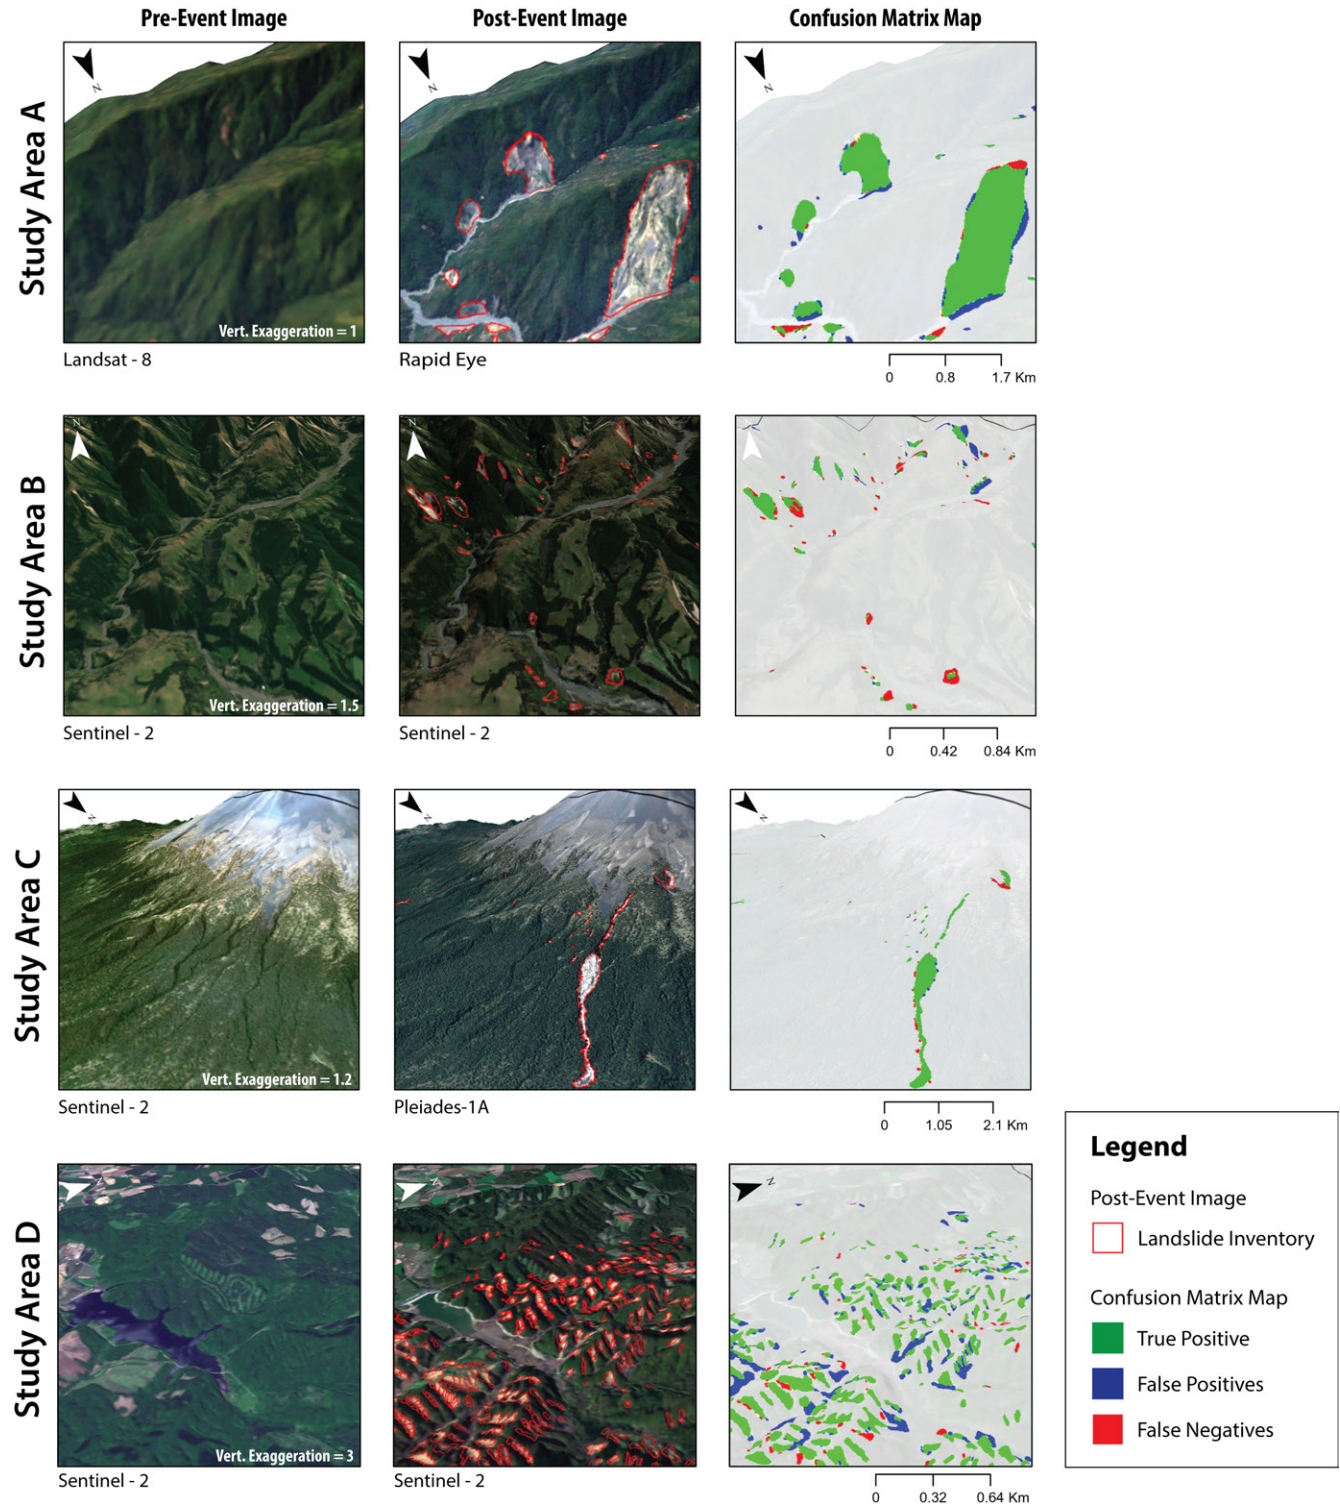 Pre-Event Image Post-Event Image Confusion Matrix Map
Study Area A
N N N
Vert. Exaggeration = 1
Landsat - 8 Rapid Eye
0 0.8 1.7 Km
Study Area B
N N
Vert. Exaggeration = 1.5
Sentinel - 2 Sentinel - 2
0 0.42 0.84 Km
Study Area C
N N N
Vert. Exaggeration = 1.2
Sentinel - 2 Pleiades-1A
0 1.05 2.1 Km
Study Area D
N
Vert. Exaggeration = 3
Sentinel - 2 Sentinel - 2
0 0.32 0.64 Km
Legend
Post-Event Image
Landslide Inventory
Confusion Matrix Map
True Positive
False Positives
False Negatives